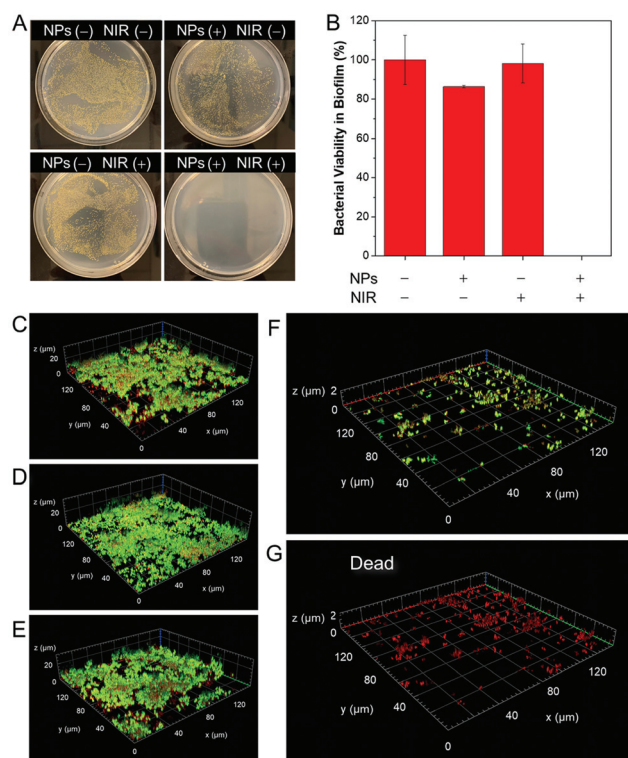 A
NPs (−) NIR (−)
NPs (+) NIR (−)
NPs (−) NIR (+)
NPs (+) NIR (+)
B
Bacterial Viability in Biofilm (%)
120
100
80
60
40
20
0
NPs − + − +
NIR − − + +
C
z (µm)
20
0
120
80
40
y (µm)
0
40
80
120
x (µm)
D
z (µm)
20
0
120
80
40
y (µm)
0
40
80
120
x (µm)
E
z (µm)
20
0
120
80
40
y (µm)
0
40
80
120
x (µm)
F
z (µm)
2
0
120
80
40
y (µm)
0
40
80
120
x (µm)
G
Dead
z (µm)
2
0
120
80
40
y (µm)
0
40
80
120
x (µm)